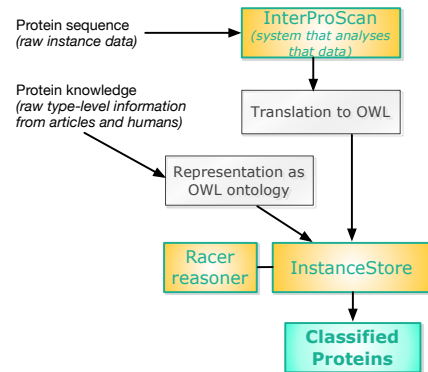 InterProScan
(system that analyses
that data)
Protein sequence
(raw instance data)
Protein knowledge
(raw type-level information
from articles and humans)
Translation to OWL
Representation as
OWL ontology
Racer
reasoner
InstanceStore
Classified
Proteins